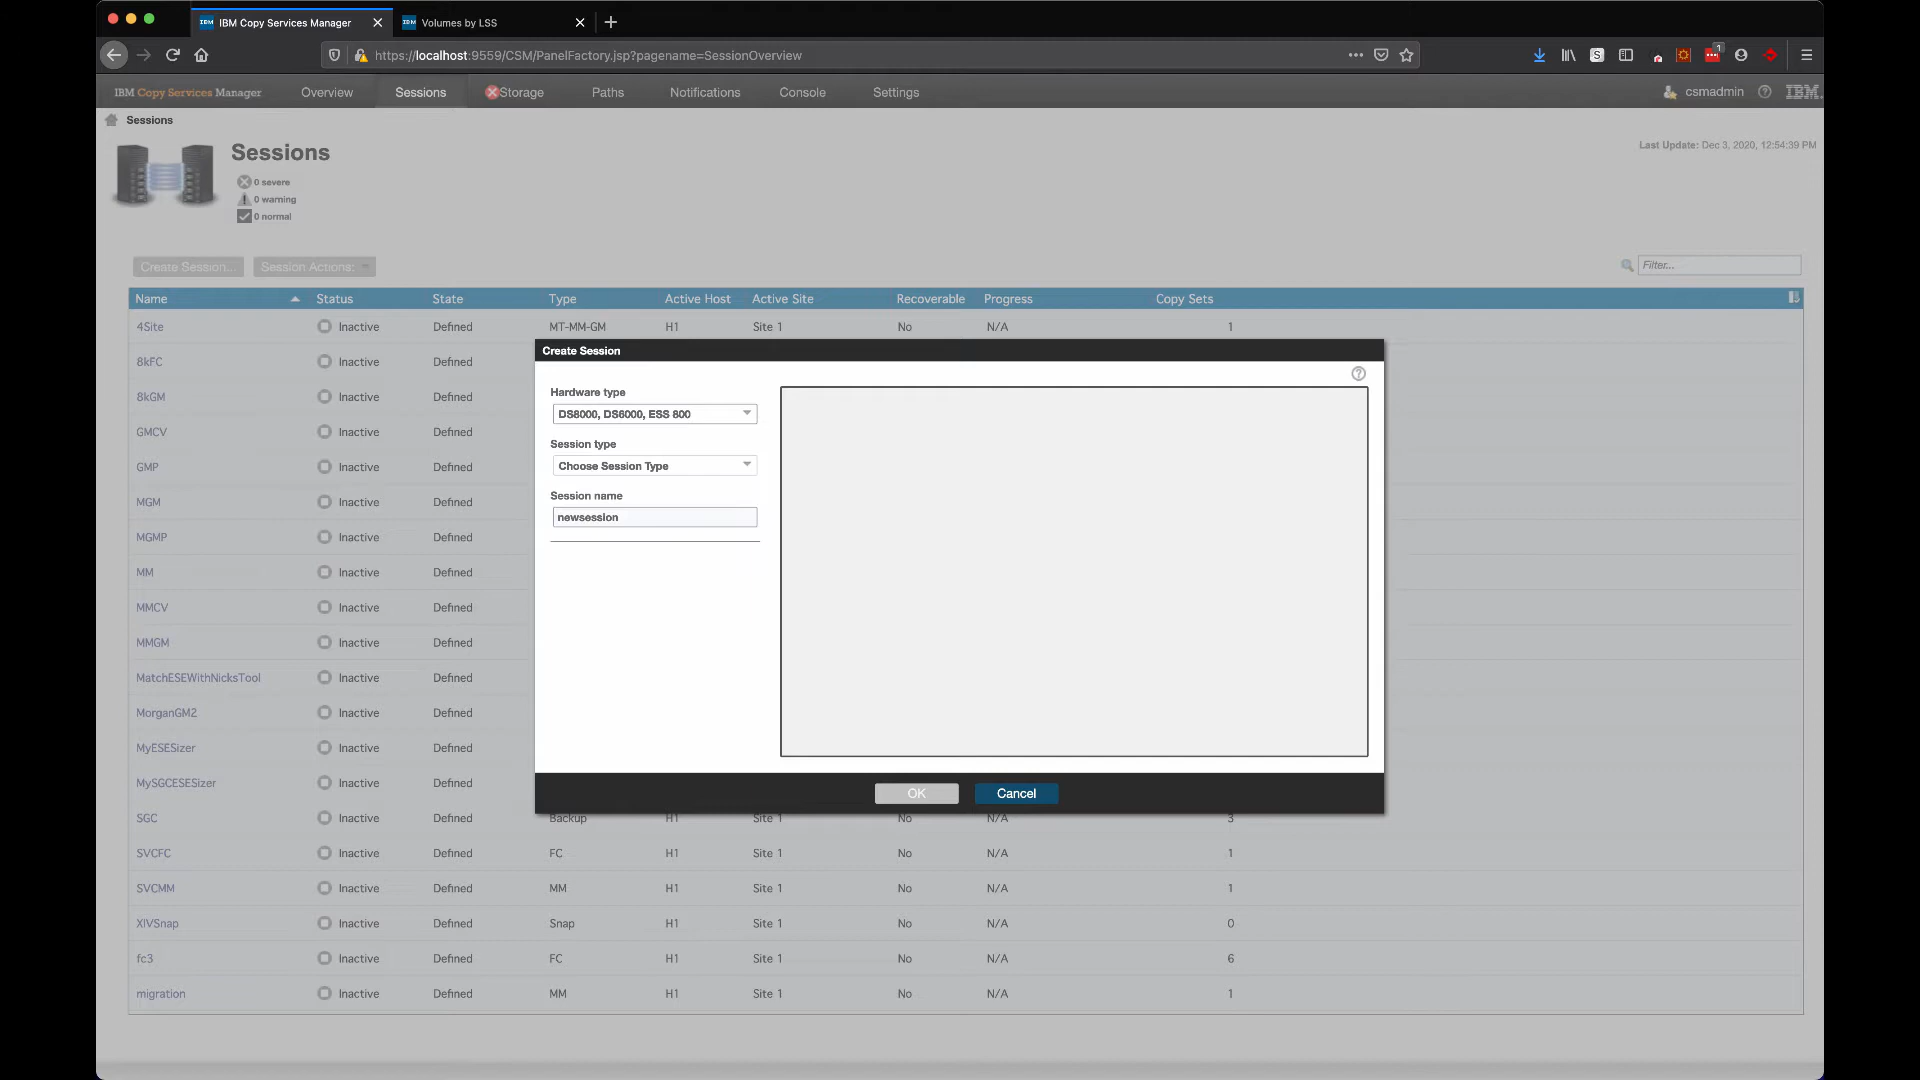 IBM Copy Services Manager
Volumes by LSS
https://localhost:9559/CSM/PanelFactory.jsp?pagename=SessionOverview
1
IBM Copy Services Manager
Overview
Sessions
Storage
Paths
Notifications
Console
Settings
csmadmin
IBM.
Sessions
Sessions
Last Update: Dec 3, 2020, 12:54:39 PM
0 severe
0 warning
0 normal
Create Session...
Session Actions:
Filter...
Name Status State Type Active Host Active Site Recoverable Progress Copy Sets
4Site Inactive Defined MT-MM-GM H1 Site 1 No N/A 1
Create Session
8kFC Inactive Defined
8kGM Inactive Defined
GMCV Inactive Defined
GMP Inactive Defined
MGM Inactive Defined
MGMP Inactive Defined
MM Inactive Defined
MMCV Inactive Defined
MMGM Inactive Defined
MatchESEWithNicksTool Inactive Defined
MorganGM2 Inactive Defined
MyESESizer Inactive Defined
MySGCESESizer Inactive Defined
Hardware type
DS8000, DS6000, ESS 800
Session type
Choose Session Type
Session name
newsession
OK
Cancel
SGC Inactive Defined Backup H1 Site 1 No N/A 3
SVCFC Inactive Defined FC H1 Site 1 No N/A 1
SVCMM Inactive Defined MM H1 Site 1 No N/A 1
XIVSnap Inactive Defined Snap H1 Site 1 No N/A 0
fc3 Inactive Defined FC H1 Site 1 No N/A 6
migration Inactive Defined MM H1 Site 1 No N/A 1